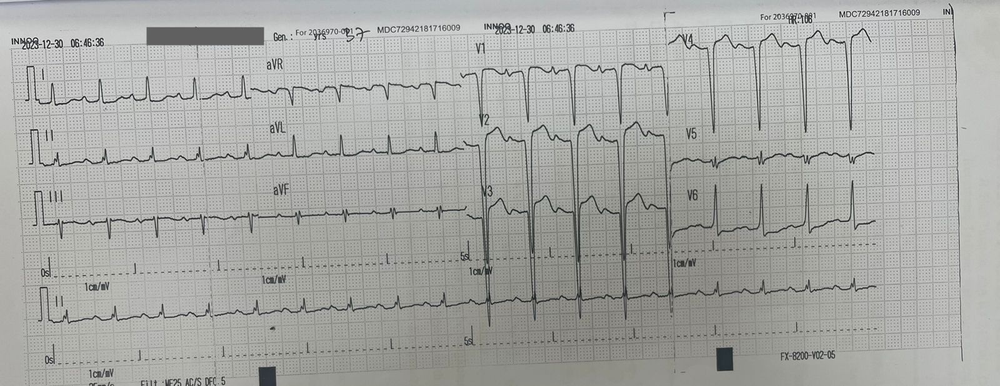 2023-12-30 06:46:36
Gen.: For 2036970-001 MDC72942181716009
yrs 37
2023-12-30 06:46:36
For 2036970-001 MDC72942181716009
HR:106
I
aVR
V1
V4
II
aVL
V2
V5
III
aVF
V3
V6
0s
5s
1cm/mV
1cm/mV
1cm/mV
1cm/mV
II
0s
5s
1cm/mV
Filt :MF25 AC/S DFC.5
FX-8200-V02-05